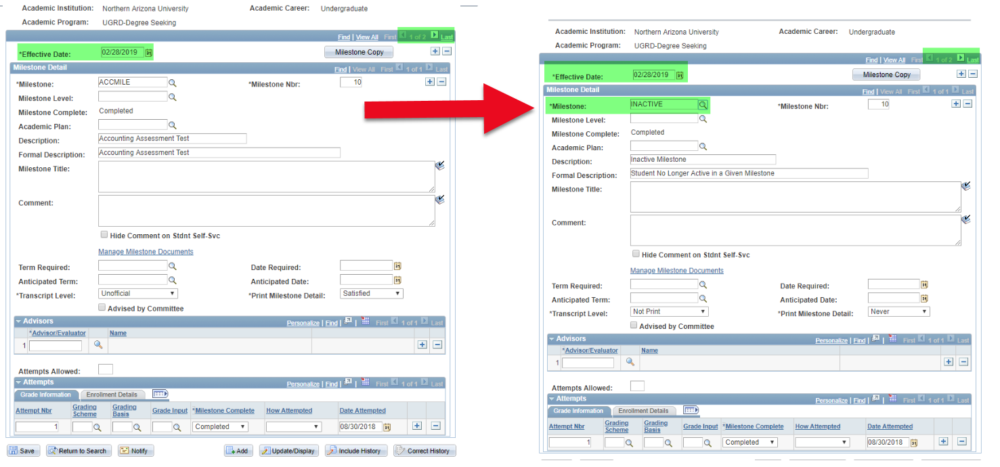 Academic Institution: Northern Arizona University Academic Career: Undergraduate
Academic Program: UGRD-Degree Seeking
Find | View All First 1 of 2 Last
*Effective Date: 02/28/2019 31 Milestone Copy
Milestone Detail Find | View All First 1 of 1 Last
*Milestone: ACCMILE *Milestone Nbr: 10
Milestone Level:
Milestone Complete: Completed
Academic Plan:
Description: Accounting Assessment Test
Formal Description: Accounting Assessment Test
Milestone Title:
Comment:
Hide Comment on Stdnt Self-Svc
Manage Milestone Documents
Term Required: Date Required: 31
Anticipated Term: Anticipated Date: 31
*Transcript Level: Unofficial *Print Milestone Detail: Satisfied
Advised by Committee
Advisors Personalize | Find | First 1 of 1 Last
*Advisor/Evaluator Name
1
Attempts Allowed:
Attempts Personalize | Find | First 1 of 1 Last
Grade Information Enrollment Details
Attempt Nbr Grading Scheme Grading Basis Grade Input *Milestone Complete How Attempted Date Attempted
1 Completed 08/30/2018 31
Save Return to Search Notify Add Update/Display Include History Correct History
Academic Institution: Northern Arizona University Academic Career: Undergraduate
Academic Program: UGRD-Degree Seeking
Find | View All First 1 of 2 Last
*Effective Date: 02/28/2019 31 Milestone Copy
Milestone Detail Find | View All First 1 of 1 Last
*Milestone: INACTIVE *Milestone Nbr: 10
Milestone Level:
Milestone Complete: Completed
Academic Plan:
Description: Inactive Milestone
Formal Description: Student No Longer Active in a Given Milestone
Milestone Title:
Comment:
Hide Comment on Stdnt Self-Svc
Manage Milestone Documents
Term Required: Date Required: 31
Anticipated Term: Anticipated Date: 31
*Transcript Level: Not Print *Print Milestone Detail: Never
Advised by Committee
Advisors Personalize | Find | First 1 of 1 Last
*Advisor/Evaluator Name
1
Attempts Allowed:
Attempts Personalize | Find | First 1 of 1 Last
Grade Information Enrollment Details
Attempt Nbr Grading Scheme Grading Basis Grade Input *Milestone Complete How Attempted Date Attempted
1 Completed 08/30/2018 31